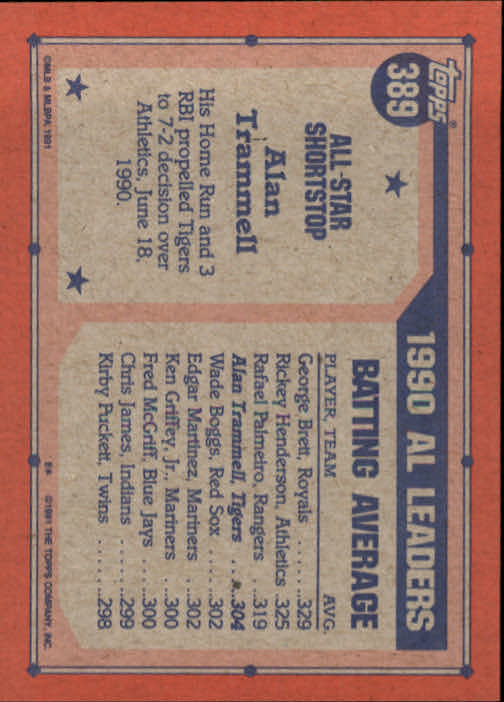 Topps®
389
ALL-STAR
SHORTSTOP
Alan
Trammell
His Home Run and 3
RBI propelled Tigers
to 7-2 decision over
Athletics, June 18,
1990.
©MLB & MLBPA 1991
1990 AL LEADERS
BATTING AVERAGE
PLAYER, TEAM AVG.
George Brett, Royals ......329
Rickey Henderson, Athletics .325
Rafael Palmeiro, Rangers ...319
Alan Trammell, Tigers ...304
Wade Boggs, Red Sox ....302
Edgar Martinez, Mariners ...302
Ken Griffey, Jr., Mariners ...300
Fred McGriff, Blue Jays ....300
Chris James, Indians ......299
Kirby Puckett, Twins ......298
©1991 THE TOPPS COMPANY, INC.